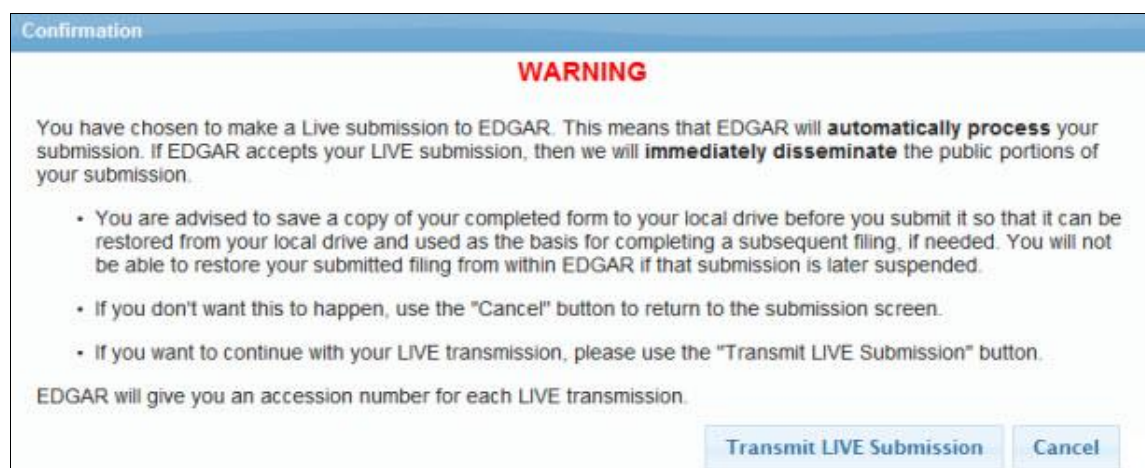 Confirmation
WARNING
You have chosen to make a Live submission to EDGAR. This means that EDGAR will automatically process your
submission. If EDGAR accepts your LIVE submission, then we will immediately disseminate the public portions of
your submission.
• You are advised to save a copy of your completed form to your local drive before you submit it so that it can be
restored from your local drive and used as the basis for completing a subsequent filing, if needed. You will not
be able to restore your submitted filing from within EDGAR if that submission is later suspended.
• If you don't want this to happen, use the "Cancel" button to return to the submission screen.
• If you want to continue with your LIVE transmission, please use the "Transmit LIVE Submission" button.
EDGAR will give you an accession number for each LIVE transmission.
Transmit LIVE Submission Cancel